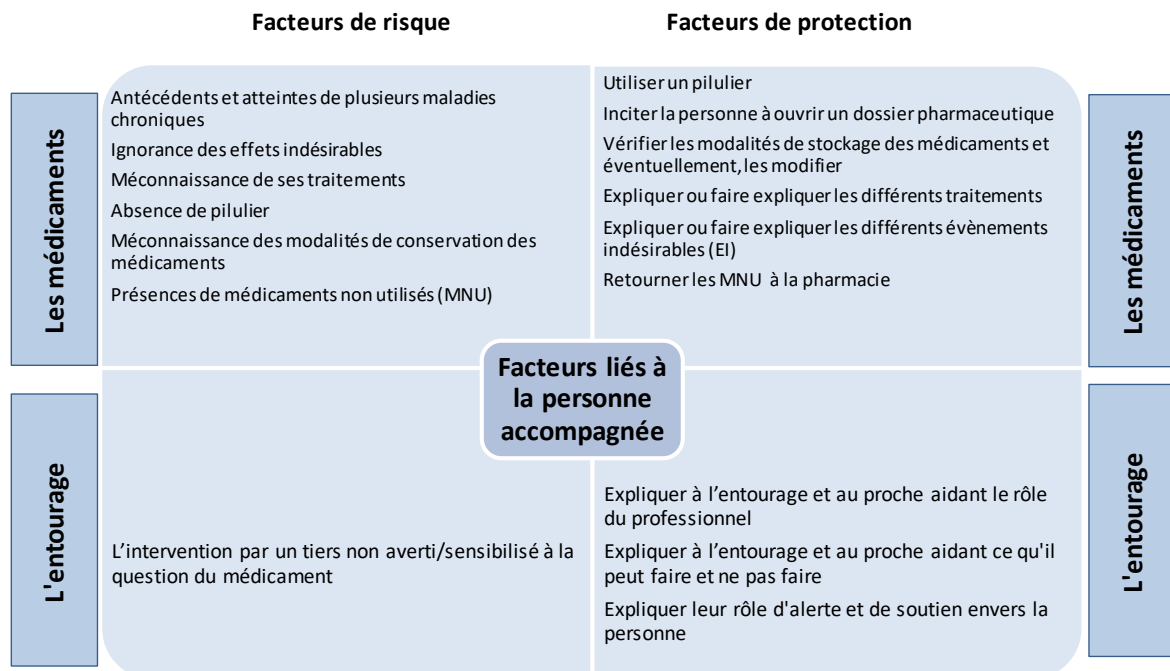 Facteurs de risque
Facteurs de protection
Les médicaments
Antécédents et atteintes de plusieurs maladies
chroniques
Ignorance des effets indésirables
Méconnaissance de ses traitements
Absence de pilulier
Méconnaissance des modalités de conservation des
médicaments
Présences de médicaments non utilisés (MNU)
Utiliser un pilulier
Inciter la personne à ouvrir un dossier pharmaceutique
Vérifier les modalités de stockage des médicaments et
éventuellement, les modifier
Expliquer ou faire expliquer les différents traitements
Expliquer ou faire expliquer les différents évènements
indésirables (EI)
Retourner les MNU à la pharmacie
Les médicaments
Facteurs liés à
la personne
accompagnée
L'entourage
L’intervention par un tiers non averti/sensibilisé à la
question du médicament
Expliquer à l’entourage et au proche aidant le rôle
du professionnel
Expliquer à l’entourage et au proche aidant ce qu'il
peut faire et ne pas faire
Expliquer leur rôle d'alerte et de soutien envers la
personne
L'entourage